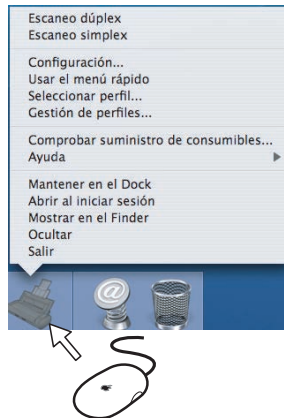 Escaneo dúplex
Escaneo simplex
Configuración...
Usar el menú rápido
Seleccionar perfil...
Gestión de perfiles...
Comprobar suministro de consumibles...
Ayuda
Mantener en el Dock
Abrir al iniciar sesión
Mostrar en el Finder
Ocultar
Salir
@